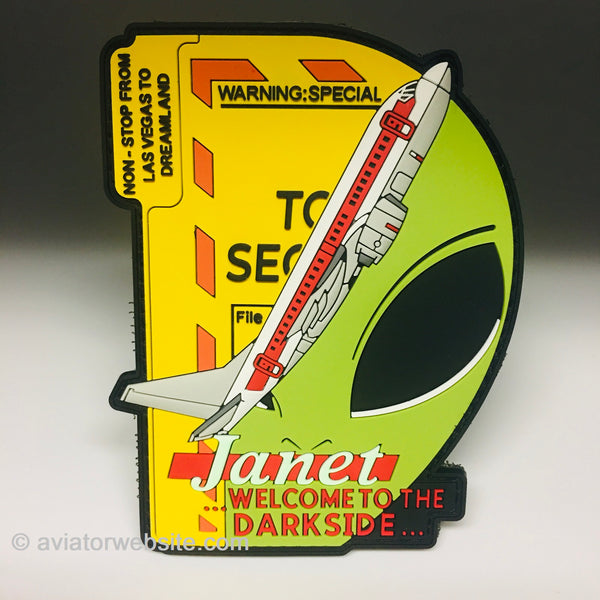 NON - STOP FROM
LAS VEGAS TO
DREAMLAND
WARNING:SPECIAL
TO
SEC
File
Janet
...WELCOME TO THE
DARKSIDE...
© aviatorwebsite.com